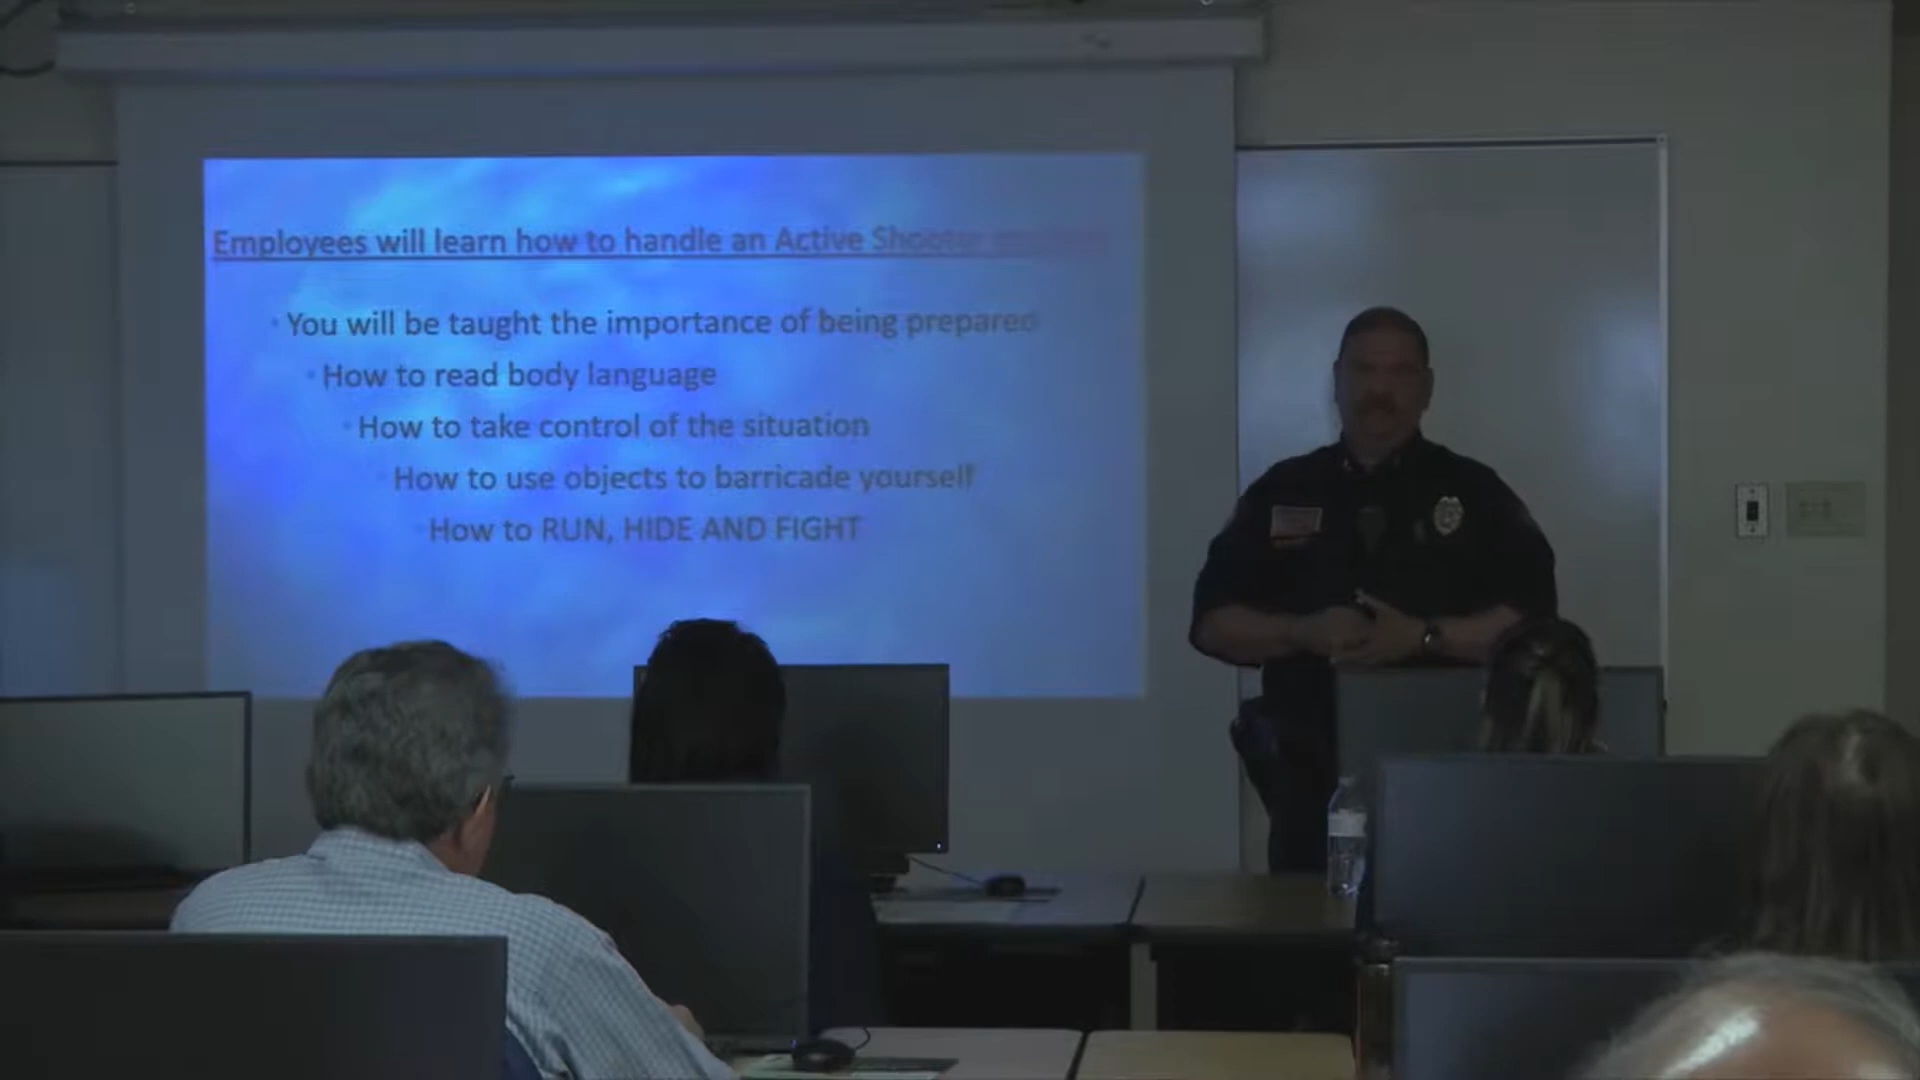 Employees will learn how to handle an Active Shooter
You will be taught the importance of being prepared
How to read body language
How to take control of the situation
How to use objects to barricade yourself
How to RUN, HIDE AND FIGHT